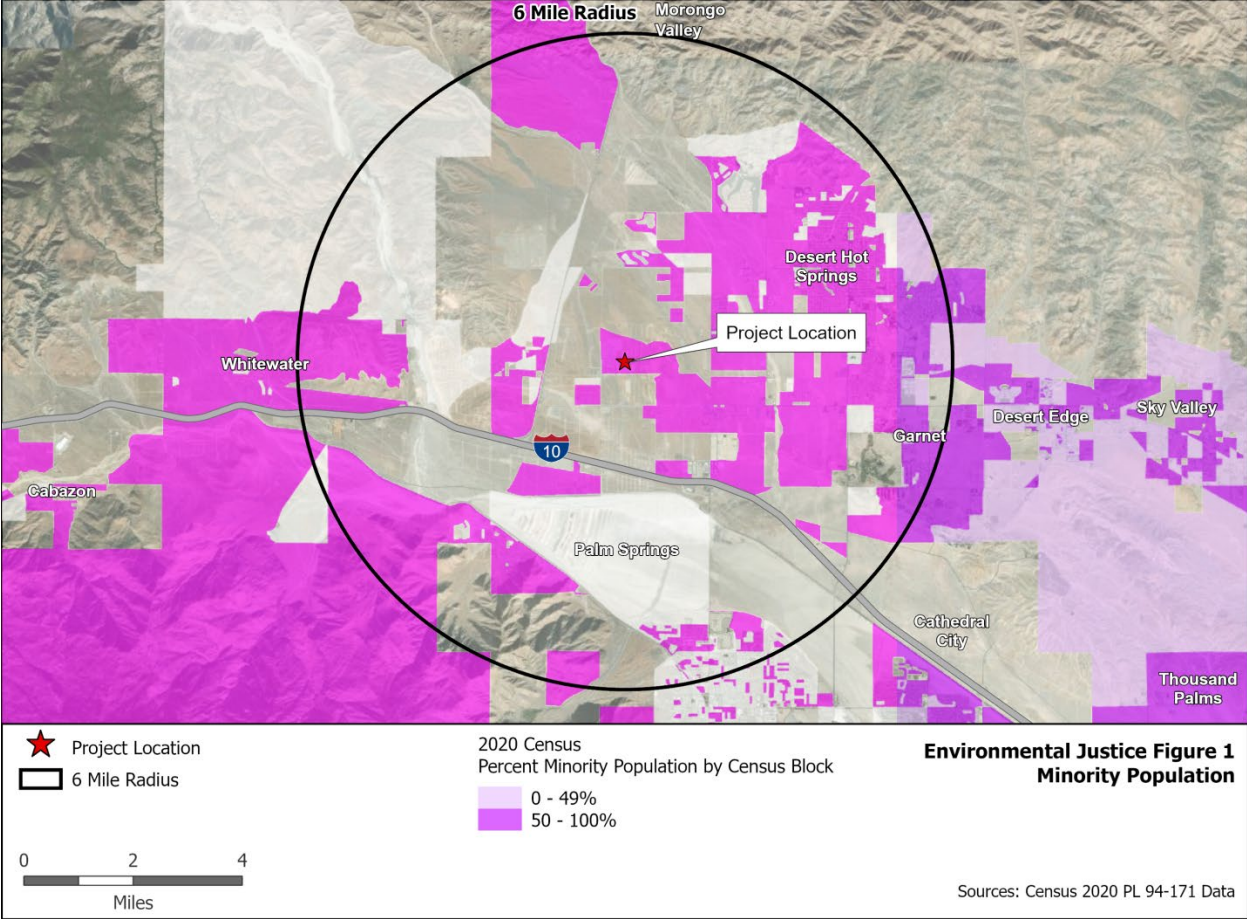 6 Mile Radius
Morongo
Valley
Desert Hot
Springs
Project Location
Whitewater
Desert Edge
Sky Valley
Garnet
10
Cabazon
Palm Springs
Cathedral
City
Thousand
Palms
Project Location
6 Mile Radius
0 2 4
Miles
2020 Census
Percent Minority Population by Census Block
0 - 49%
50 - 100%
Environmental Justice Figure 1
Minority Population
Sources: Census 2020 PL 94-171 Data